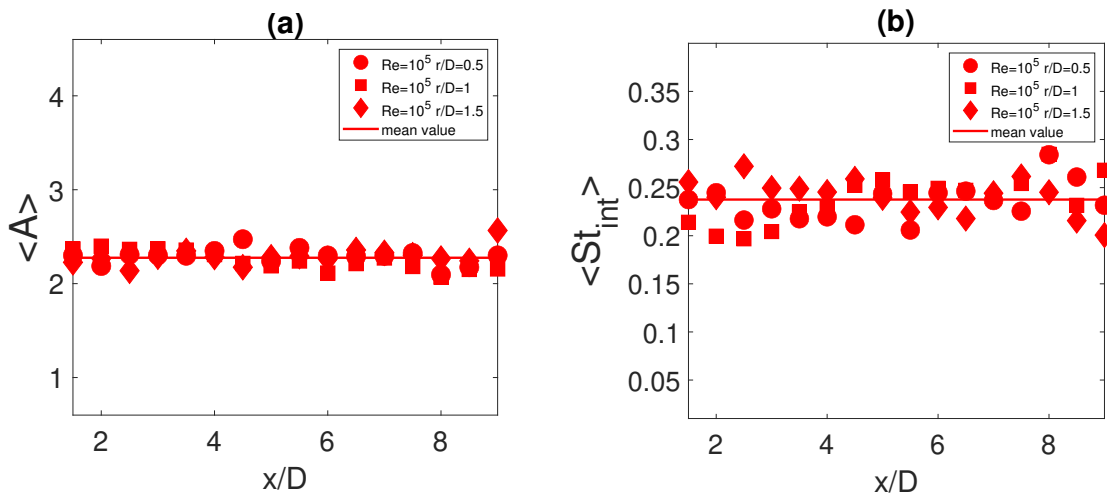 (a)
Re=10^5 r/D=0.5
Re=10^5 r/D=1
Re=10^5 r/D=1.5
mean value
4
3
2
1
<A>
2
4
6
8
x/D
(b)
Re=10^5 r/D=0.5
Re=10^5 r/D=1
Re=10^5 r/D=1.5
mean value
0.35
0.3
0.25
0.2
0.15
0.1
0.05
<St_int>
2
4
6
8
x/D